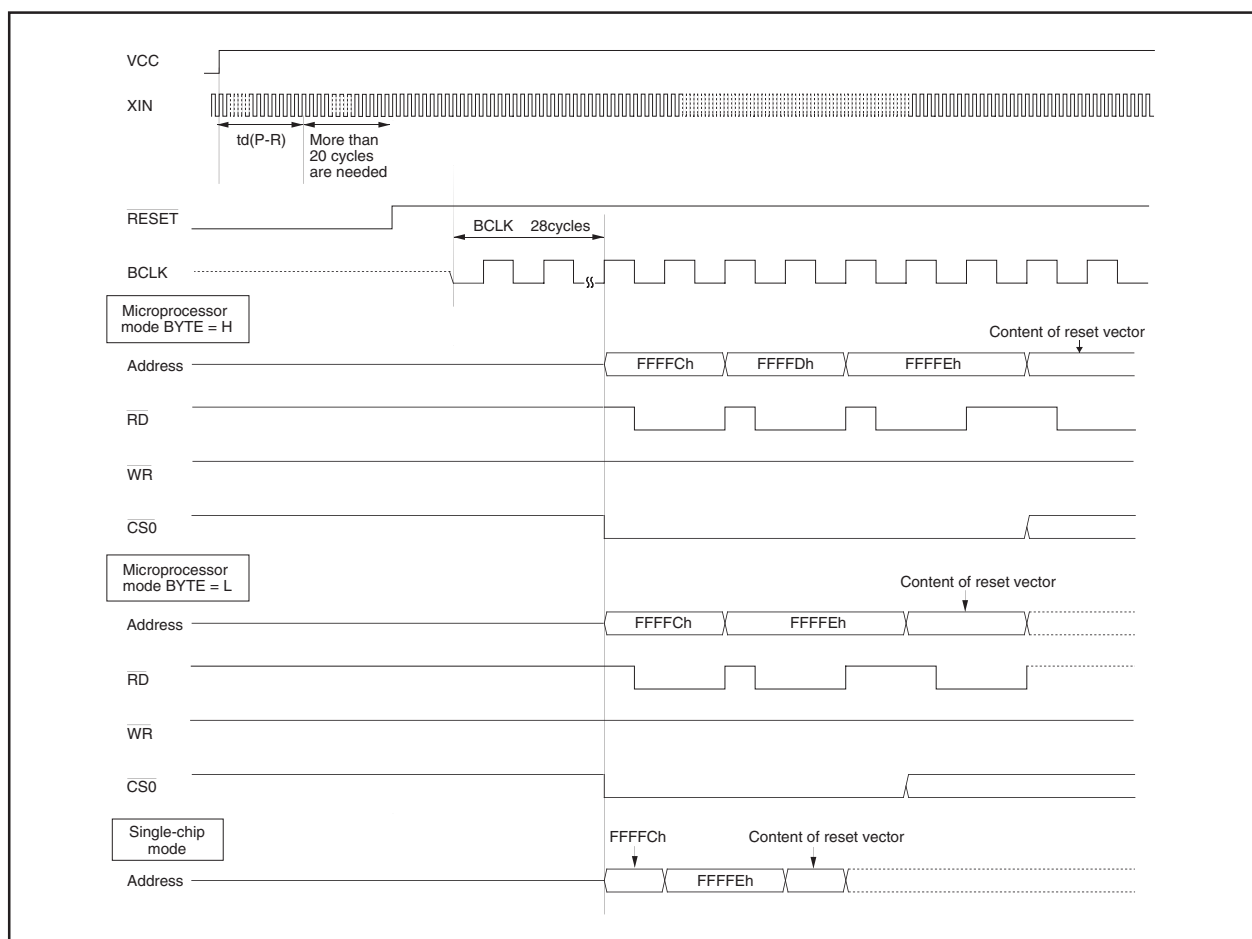 VCC
XIN
td(P-R)
More than
20 cycles
are needed
RESET
BCLK 28cycles
BCLK
Microprocessor
mode BYTE = H
Content of reset vector
Address
FFFFCh
FFFFDh
FFFFEh
RD
WR
CS0
Microprocessor
mode BYTE = L
Content of reset vector
Address
FFFFCh
FFFFEh
RD
WR
CS0
Single-chip
mode
FFFFCh
Content of reset vector
Address
FFFFEh